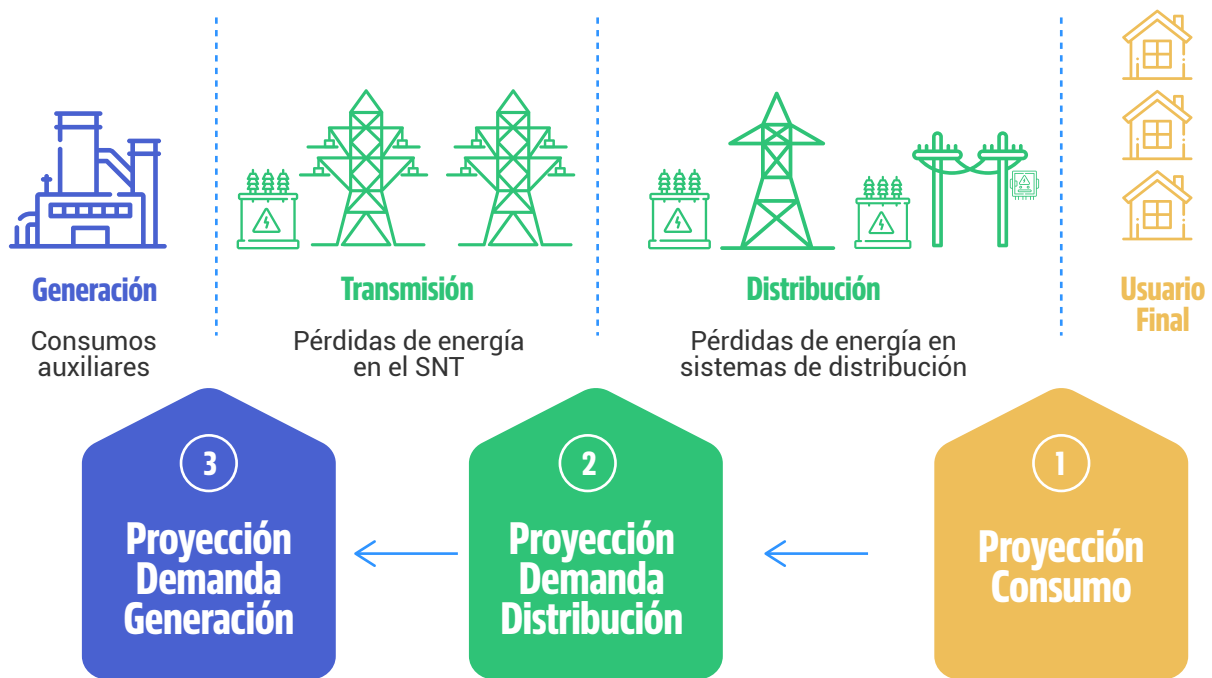 Generación
Transmisión
Distribución
Usuario
Final
Consumos
auxiliares
Pérdidas de energía
en el SNT
Pérdidas de energía en
sistemas de distribución
3
Proyección
Demanda
Generación
2
Proyección
Demanda
Distribución
1
Proyección
Consumo